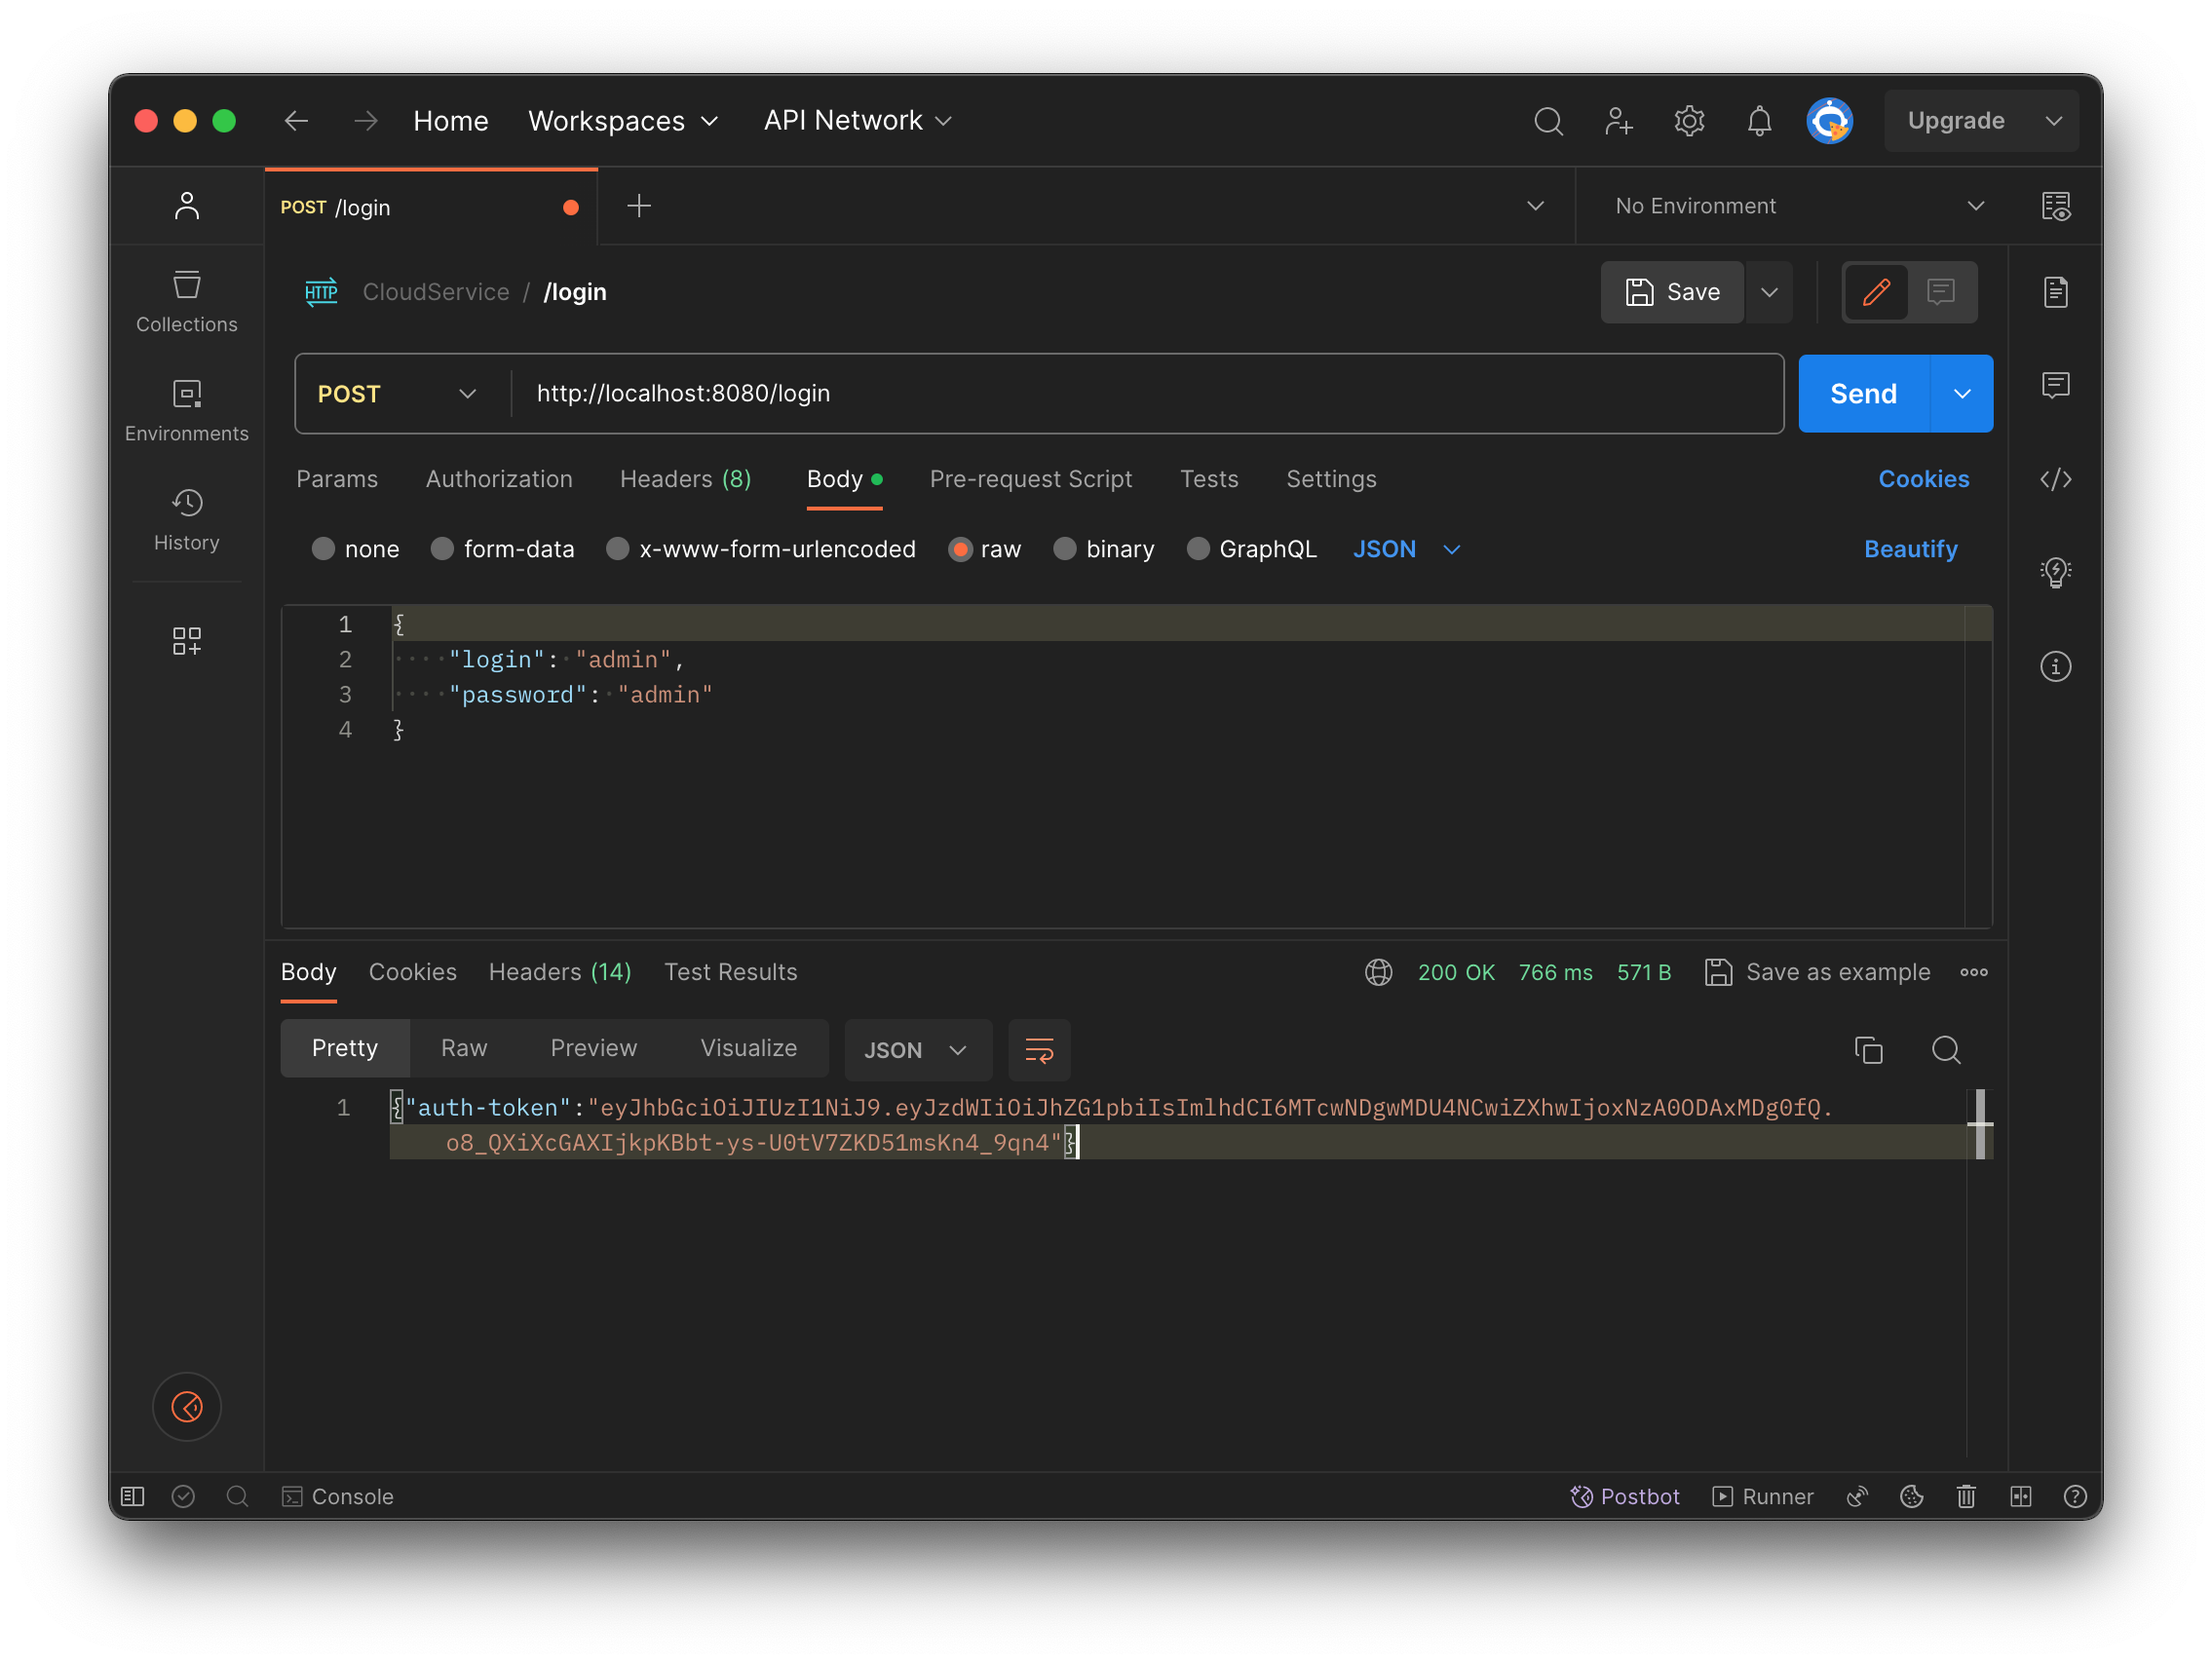 Home Workspaces API Network Upgrade
POST /login No Environment
HTTP CloudService / /login Save
Collections
POST http://localhost:8080/login Send
Environments
Params Authorization Headers (8) Body Pre-request Script Tests Settings Cookies
History
none form-data x-www-form-urlencoded raw binary GraphQL JSON Beautify
1 {
2 "login": "admin",
3 "password": "admin"
4 }
Body Cookies Headers (14) Test Results 200 OK 766 ms 571 B Save as example
Pretty Raw Preview Visualize JSON
1 {"auth-token":"eyJhbGciOiJIUzI1NiJ9.eyJzdWIiOiJhZG1pbiIsImlhdCI6MTcwNDgwMDU4NCwiZXhwIjoxNzA0ODAxMDg0fQ.
o8_QXiXcGAXIjkpKBbt-ys-U0tV7ZKD51msKn4_9qn4"}
Console Postbot Runner